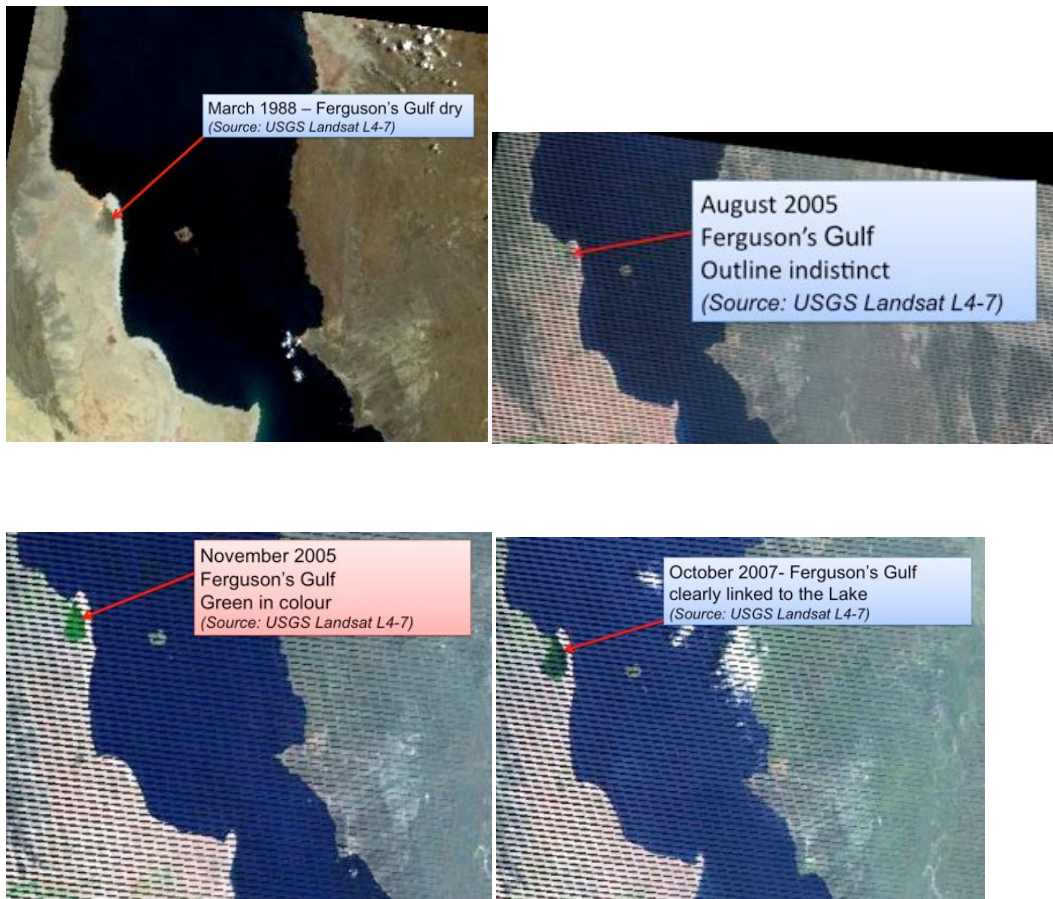 March 1988 – Ferguson's Gulf dry
(Source: USGS Landsat L4-7)
August 2005
Ferguson's Gulf
Outline indistinct
(Source: USGS Landsat L4-7)
November 2005
Ferguson's Gulf
Green in colour
(Source: USGS Landsat L4-7)
October 2007- Ferguson's Gulf
clearly linked to the Lake
(Source: USGS Landsat L4-7)